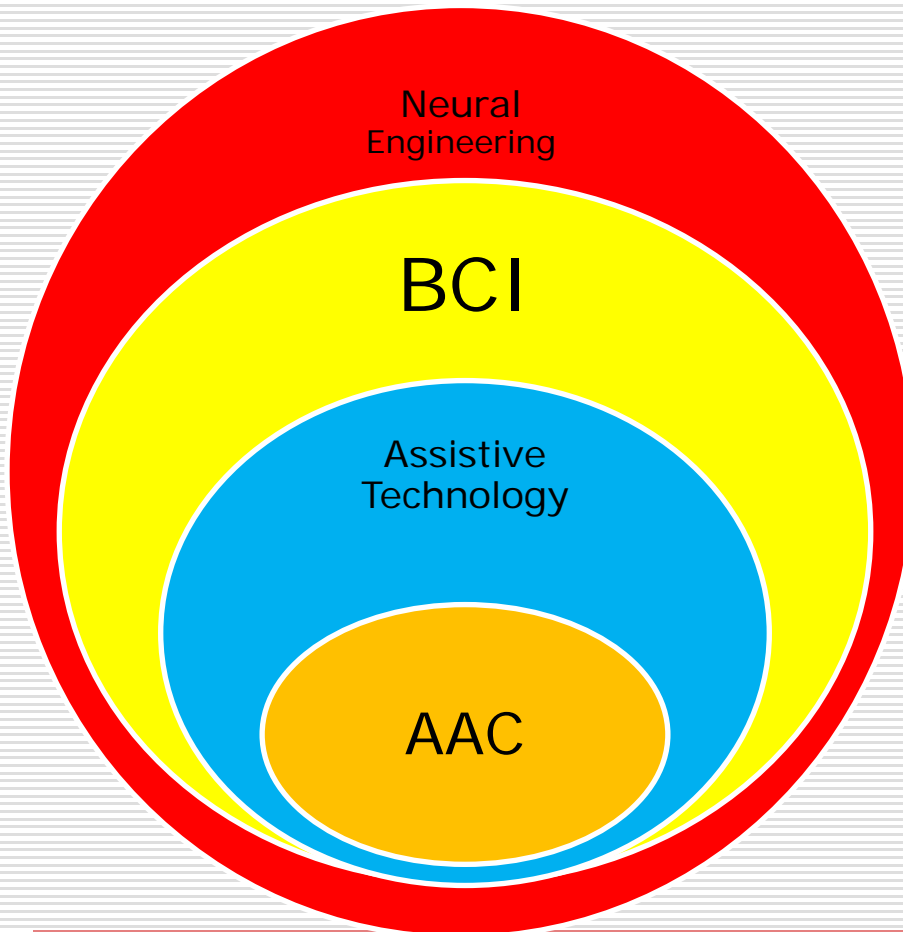 Neural
Engineering
BCI
Assistive
Technology
AAC